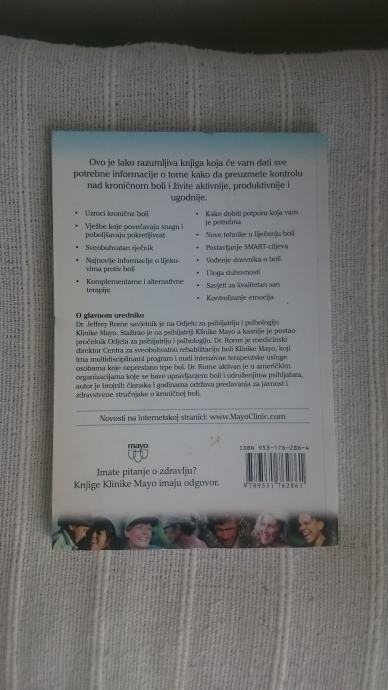 Ovo je lako razumljiva knjiga koja će vam dati sve
potrebne informacije o tome kako da preuzmete kontrolu
nad kroničnom boli i živite aktivnije, produktivnije i
ugodnije.
• Uzroci kronične boli
• Vježbe koje povećavaju snagu i
poboljšavaju pokretljivost
• Sveobuhvatan rječnik
• Najnovije informacije o lijeko-
vima protiv boli
• Komplementarne i alternativne
terapije
• Kako dobiti potporu koja vam
je potrebna
• Nove tehnike u liječenju boli
• Postavljanje SMART-ciljeva
• Vođenje dnevnika o boli
• Uloga duhovnosti
• Savjeti za kvalitetan san
• Kontroliranje emocija
O glavnom uredniku
Dr. Jeffrey Rome savjetnik je na Odjelu za psihijatriju i psihologiju
Klinike Mayo. Stažirao je na psihijatriji Klinike Mayo a kasnije je postao
pročelnik Odjela za psihijatriju i psihologiju. Dr. Rome je medicinski
direktor Centra za sveobuhvatnu rehabilitaciju boli Klinike Mayo, koji
ima multidisciplinarni program i nudi intenzivne terapeutske usluge
osobama koje neprestano trpe bol. Dr. Rome aktivan je u američkim
organizacijama koje se bave upravljanjem boli i udruženjima psihijatara,
autor je brojnih članaka i godinama održava predavanja za javnost i
zdravstvene stručnjake o kroničnoj boli.
Novosti na internetskoj stranici: www.MayoClinic.com
mayo
Imate pitanje o zdravlju?
Knjige Klinike Mayo imaju odgovor.
ISBN 953-176-286-4
9 789531 762861